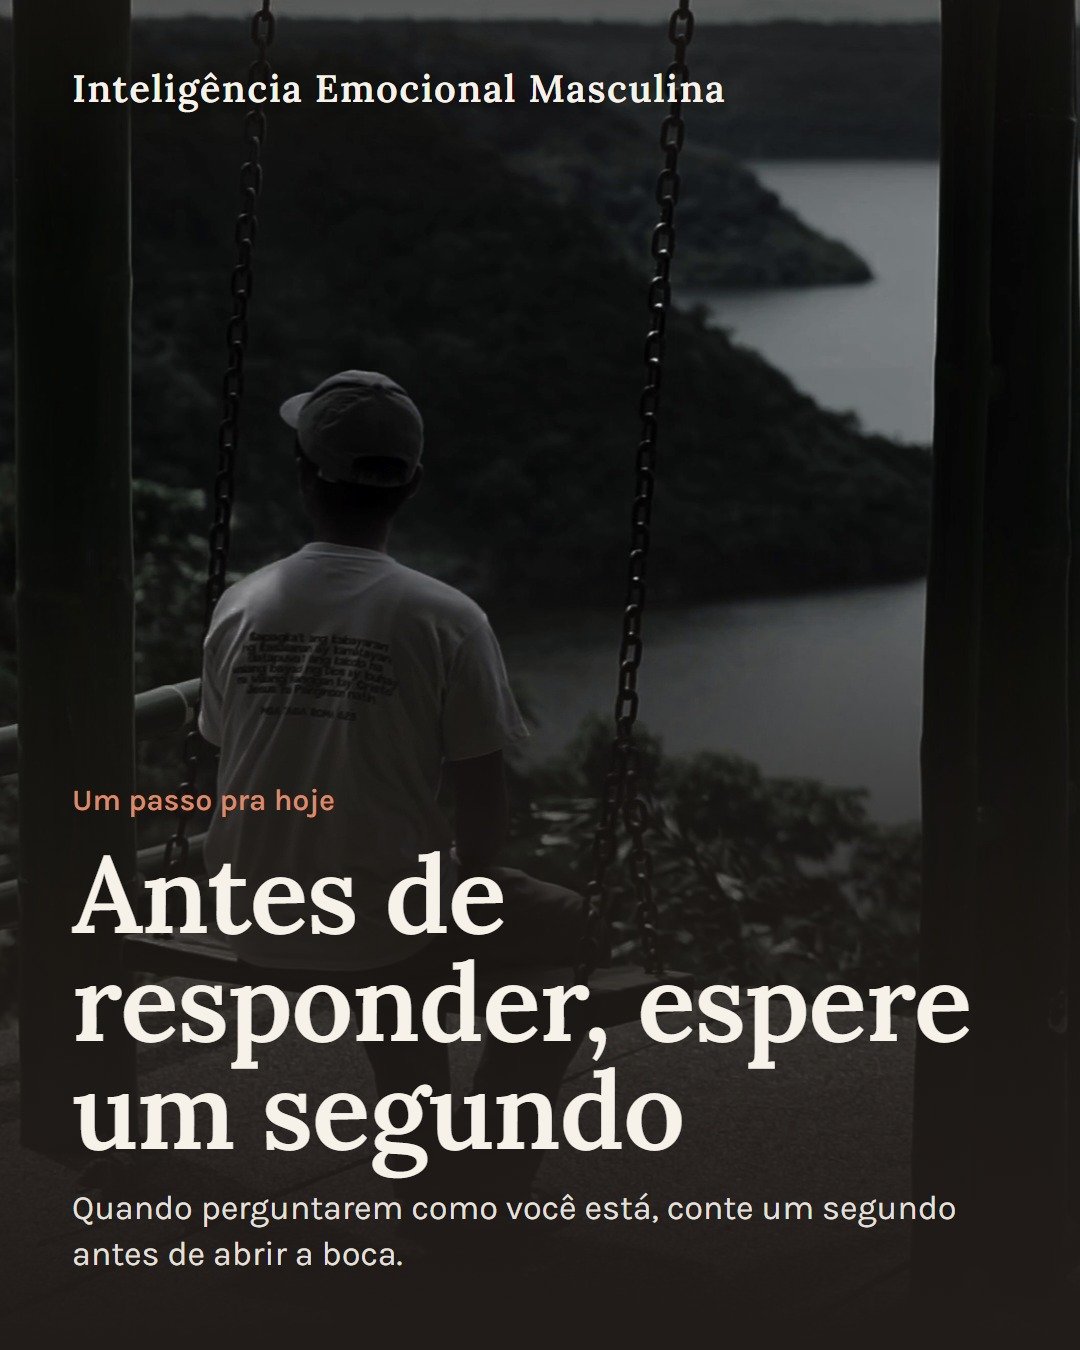 Inteligência Emocional Masculina
Um passo pra hoje
Antes de
responder, espere
um segundo
Quando perguntarem como você está, conte um segundo
antes de abrir a boca.